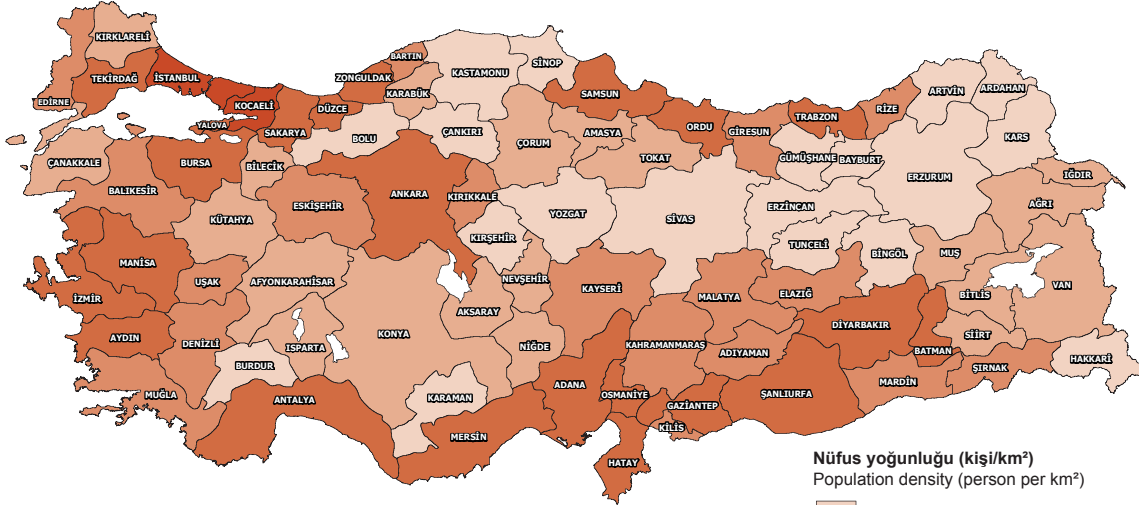 KIRKLARELİ
TEKİRDAĞ
İSTANBUL
EDİRNE
KOCAELİ
YALOVA
SAKARYA
DÜZCE
ZONGULDAK
BARTIN
KARABÜK
KASTAMONU
SİNOP
SAMSUN
ORDU
GİRESUN
TRABZON
RİZE
ARTVİN
ARDAHAN
KARS
ÇANAKKALE
BURSA
BİLECİK
BOLU
ÇANKIRI
ÇORUM
AMASYA
TOKAT
GÜMÜŞHANE
BAYBURT
ERZURUM
IĞDIR
AĞRI
BALIKESİR
KÜTAHYA
ESKİŞEHİR
ANKARA
KIRIKKALE
YOZGAT
SİVAS
ERZİNCAN
TUNCELİ
BİNGÖL
MUŞ
KIRŞEHİR
MANİSA
UŞAK
AFYONKARAHİSAR
NEVŞEHİR
KAYSERİ
MALATYA
ELAZIĞ
BİTLİS
VAN
İZMİR
AKSARAY
KONYA
DİYARBAKIR
SİİRT
AYDIN
DENİZLİ
ISPARTA
NİĞDE
KAHRAMANMARAŞ
ADIYAMAN
BATMAN
HAKKARİ
BURDUR
ŞIRNAK
MARDİN
MUĞLA
ANTALYA
KARAMAN
ADANA
OSMANİYE
GAZİANTEP
ŞANLIURFA
KİLİS
MERSİN
HATAY
Nüfus yoğunluğu (kişi/km²)
Population density (person per km²)